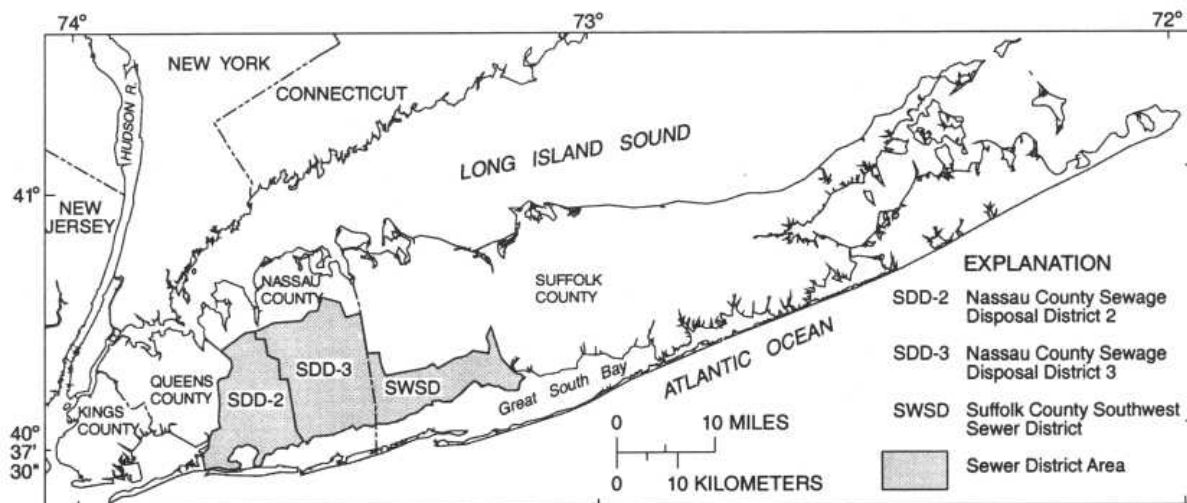 74°
73°
72°
NEW YORK
CONNECTICUT
HUDSON R.
LONG ISLAND SOUND
41°
NEW
JERSEY
NASSAU
COUNTY
SUFFOLK
COUNTY
QUEENS
COUNTY
KINGS
COUNTY
SDD-2
SDD-3
SWSD
Great South Bay
ATLANTIC OCEAN
40°
37'
30"
0 10 MILES
0 10 KILOMETERS
EXPLANATION
SDD-2 Nassau County Sewage
Disposal District 2
SDD-3 Nassau County Sewage
Disposal District 3
SWSD Suffolk County Southwest
Sewer District
Sewer District Area